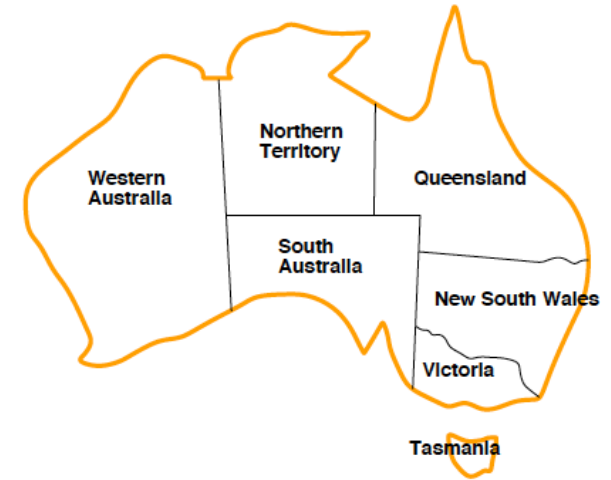 Northern
Territory
Western
Australia
Queensland
South
Australia
New South Wales
Victoria
Tasmania